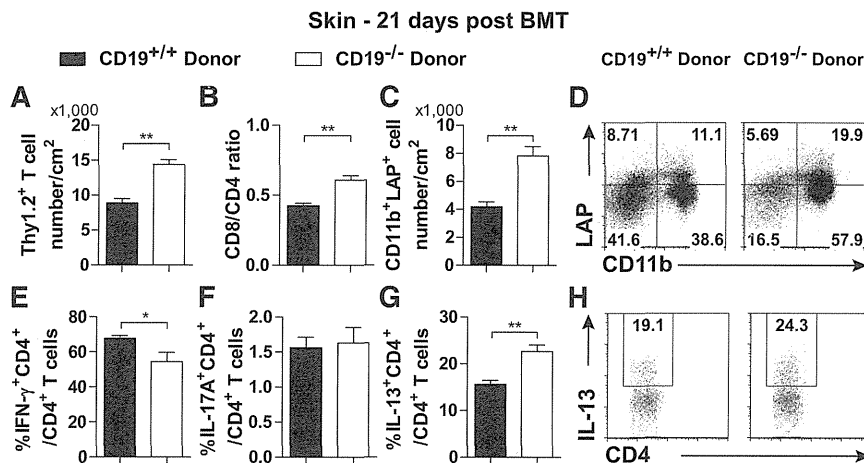 Skin - 21 days post BMT
CD19+/+ Donor
CD19-/- Donor
CD19+/+ Donor CD19-/- Donor
A
x1,000
Thy1.2+ T cell
number/cm2
20
15
10
5
0
**
B
CD8/CD4 ratio
1.0
0.5
0.0
**
C
x1,000
CD11b+LAP+ cell
number/cm2
10
8
6
4
2
0
**
D
8.71 11.1
41.6 38.6
5.69 19.9
16.5 57.9
LAP
CD11b
E
%IFN-γ+CD4+
/CD4+ T cells
80
60
40
20
0
*
F
%IL-17A+CD4+
/CD4+ T cells
2.0
1.5
1.0
0.5
0.0
G
%IL-13+CD4+
/CD4+ T cells
30
20
10
0
**
H
19.1
24.3
IL-13
CD4